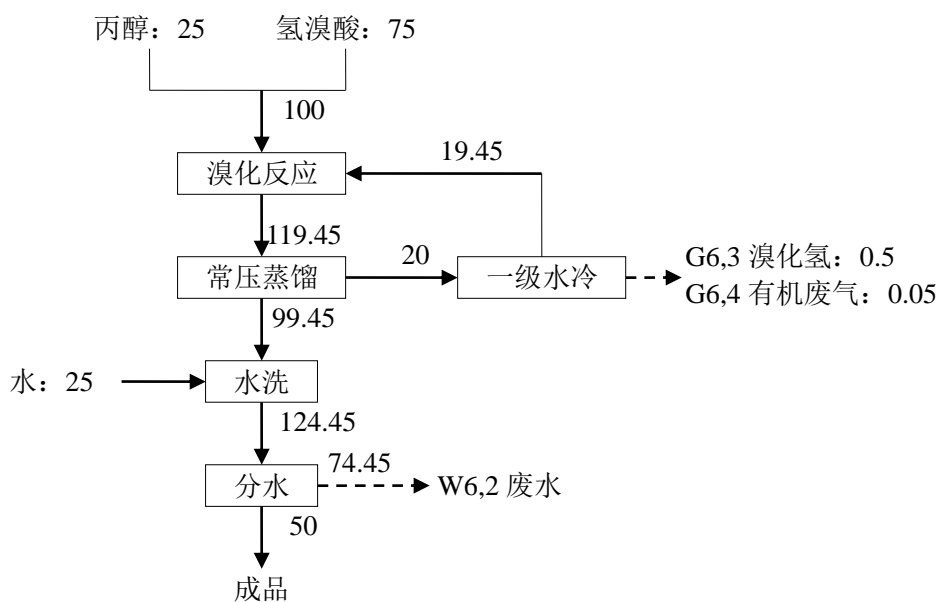 丙醇：25 氢溴酸：75
100
19.45
溴化反应
119.45
20
常压蒸馏
一级水冷
G6,3 溴化氢：0.5
G6,4 有机废气：0.05
99.45
水：25
水洗
124.45
74.45
分水
W6,2 废水
50
成品